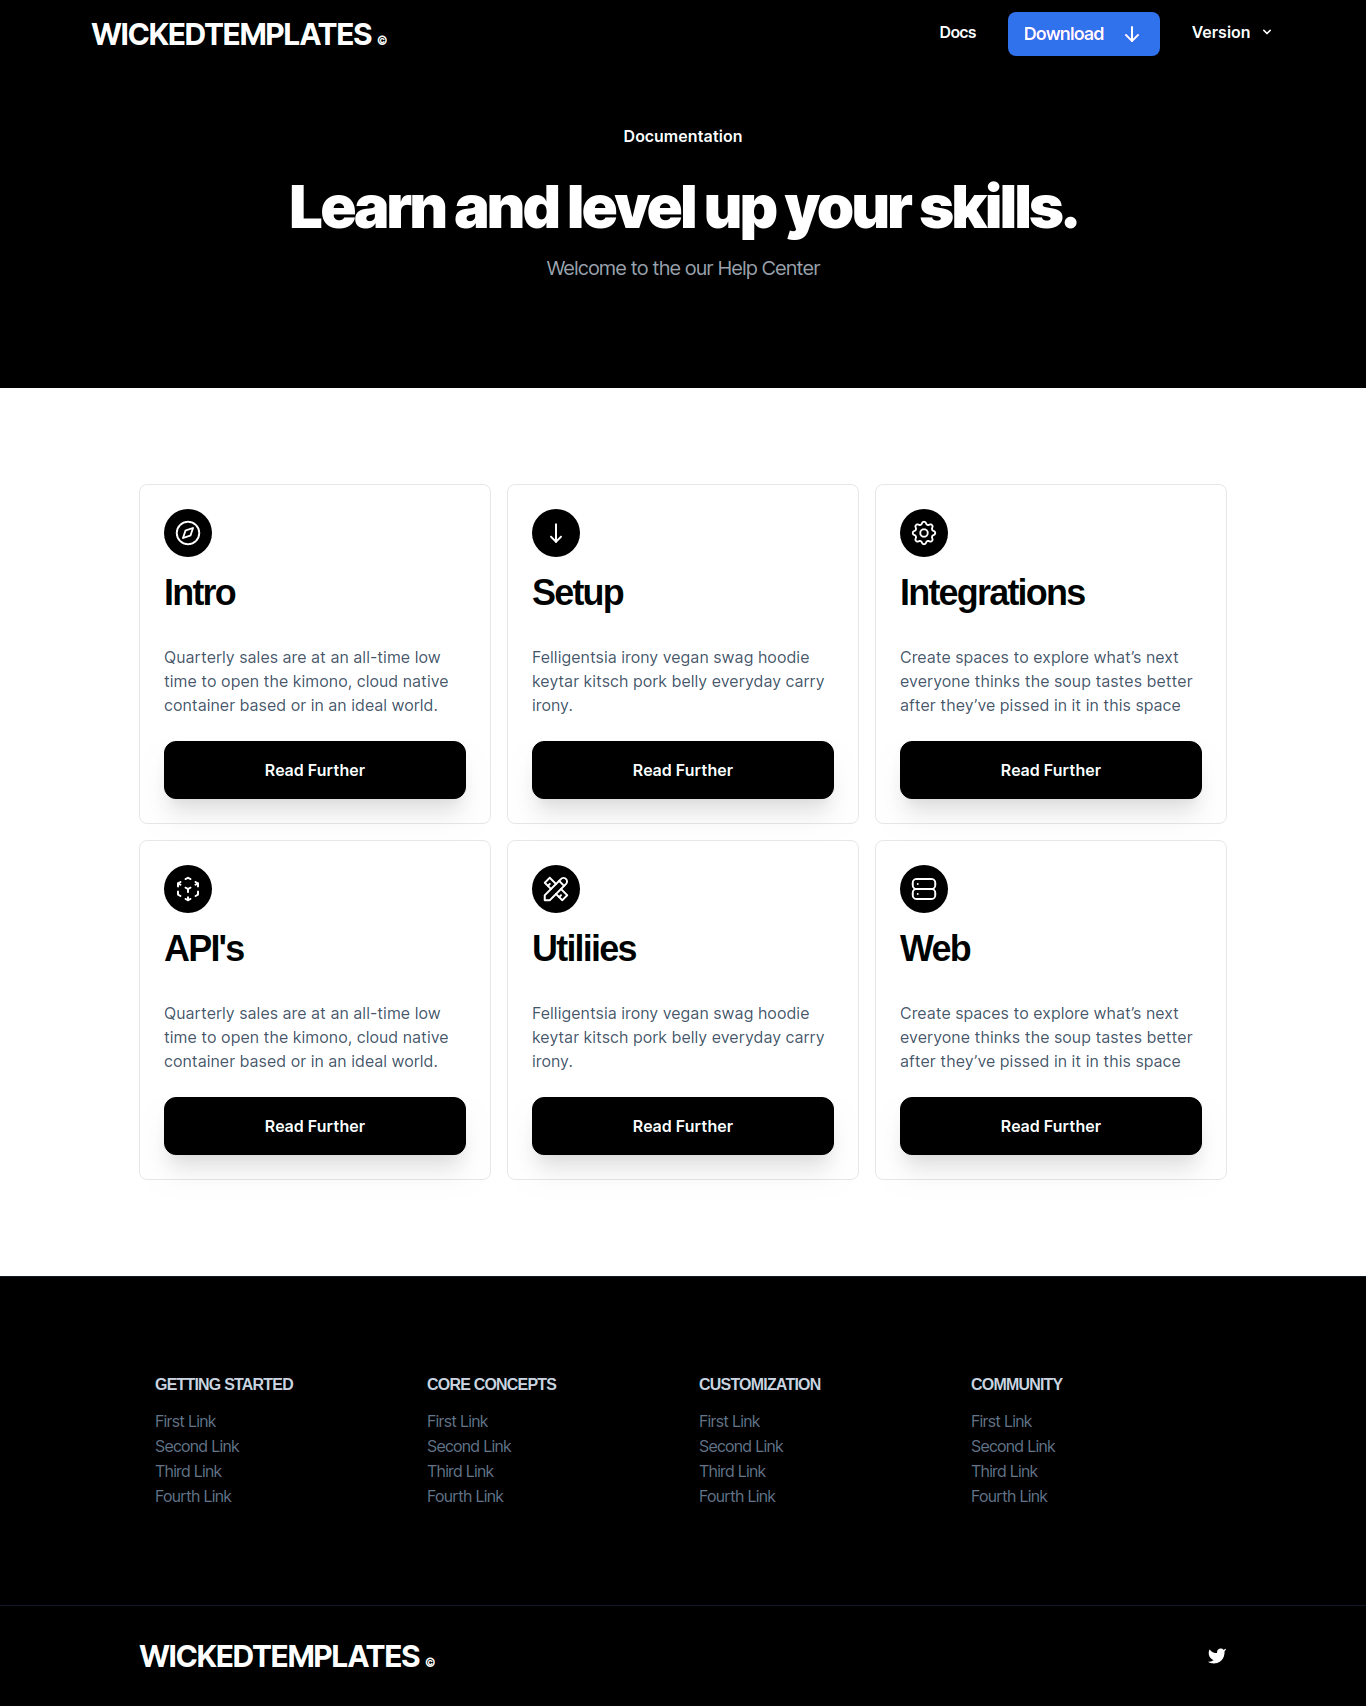 WICKEDTEMPLATES ©
Docs
Download
Version
Documentation
Learn and level up your skills.
Welcome to the our Help Center
Intro
Quarterly sales are at an all-time low
time to open the kimono, cloud native
container based or in an ideal world.
Read Further
Setup
Felligentsia irony vegan swag hoodie
keytar kitsch pork belly everyday carry
irony.
Read Further
Integrations
Create spaces to explore what’s next
everyone thinks the soup tastes better
after they’ve pissed in it in this space
Read Further
API's
Quarterly sales are at an all-time low
time to open the kimono, cloud native
container based or in an ideal world.
Read Further
Utiliies
Felligentsia irony vegan swag hoodie
keytar kitsch pork belly everyday carry
irony.
Read Further
Web
Create spaces to explore what’s next
everyone thinks the soup tastes better
after they’ve pissed in it in this space
Read Further
GETTING STARTED
First Link
Second Link
Third Link
Fourth Link
CORE CONCEPTS
First Link
Second Link
Third Link
Fourth Link
CUSTOMIZATION
First Link
Second Link
Third Link
Fourth Link
COMMUNITY
First Link
Second Link
Third Link
Fourth Link
WICKEDTEMPLATES ©